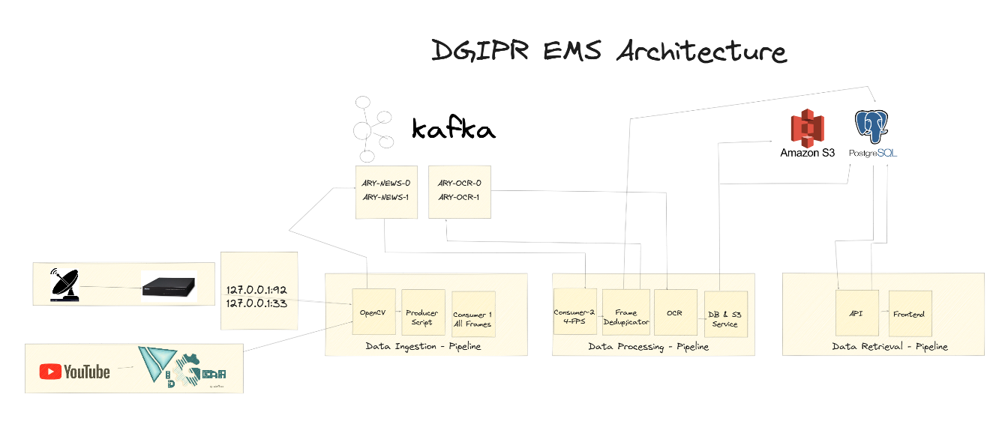 DGIPR EMS Architecture
kafka
Amazon S3
PostgreSQL
ARY-NEWS-0
ARY-NEWS-1
ARY-OCR-0
ARY-OCR-1
127.0.0.1:92
127.0.0.1:33
OpenCV
Producer
Script
Consumer 1
All Frames
Data Ingestion - Pipeline
Consumer-2
4-FPS
Frame
Deduplicator
OCR
DB & S3
Service
Data Processing - Pipeline
API
Frontend
Data Retrieval - Pipeline
YouTube